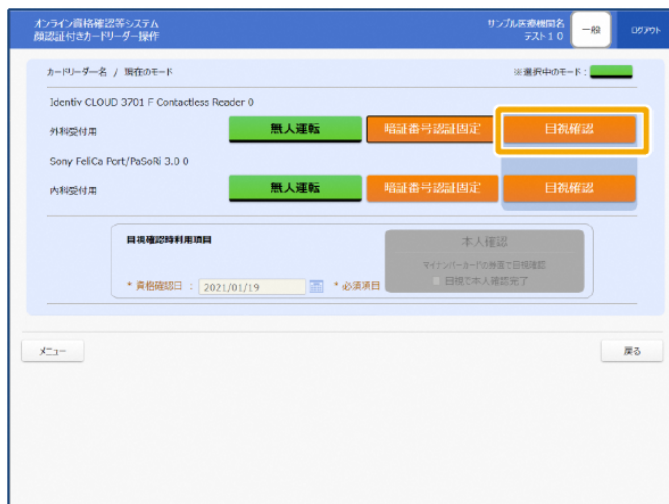 オンライン資格確認等システム
顔認証付きカードリーダー操作
サンプル医療機関名
テスト10
一般
ログアウト
カードリーダー名 / 現在のモード
※選択中のモード:
Identiv CLOUD 3701 F Contactless Reader 0
外科受付用
無人運転
暗証番号認証固定
目視確認
Sony FeliCa Port/PaSoRi 3.0 0
内科受付用
無人運転
暗証番号認証固定
目視確認
目視確認時利用項目
本人確認
マイナンバーカードの券面で目視確認
目視で本人確認完了
* 資格確認日 : 2021/01/19
* 必須項目
メニュー
戻る